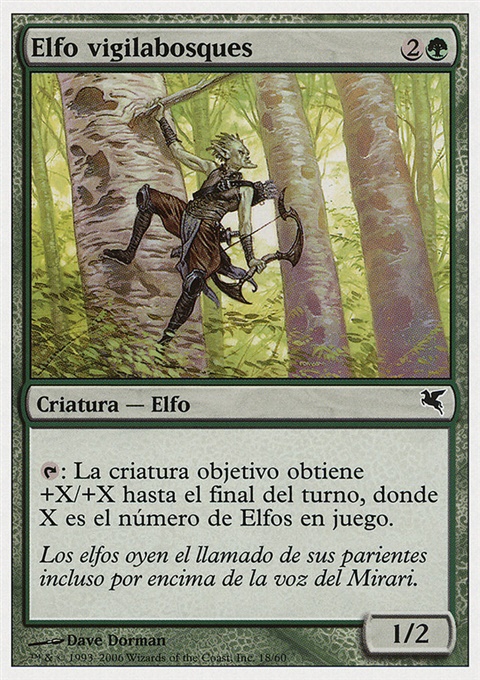 Elfo vigilabosques
2
Criatura — Elfo
: La criatura objetivo obtiene
+X/+X hasta el final del turno, donde
X es el número de Elfos en juego.
Los elfos oyen el llamado de sus parientes
incluso por encima de la voz del Mirari.
Dave Dorman
1/2
™ & © 1993–2006 Wizards of the Coast, Inc. 18/60